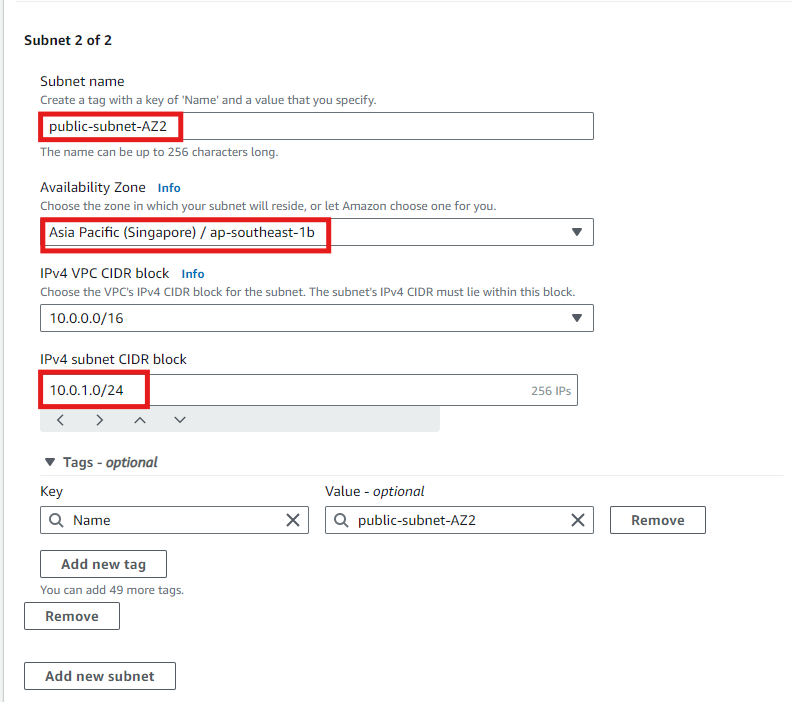 Subnet 2 of 2
Subnet name
Create a tag with a key of 'Name' and a value that you specify.
public-subnet-AZ2
The name can be up to 256 characters long.
Availability Zone Info
Choose the zone in which your subnet will reside, or let Amazon choose one for you.
Asia Pacific (Singapore) / ap-southeast-1b
IPv4 VPC CIDR block Info
Choose the VPC's IPv4 CIDR block for the subnet. The subnet's IPv4 CIDR must lie within this block.
10.0.0.0/16
IPv4 subnet CIDR block
10.0.1.0/24 256 IPs
Tags - optional
Key Value - optional
Name public-subnet-AZ2 Remove
Add new tag
You can add 49 more tags.
Remove
Add new subnet